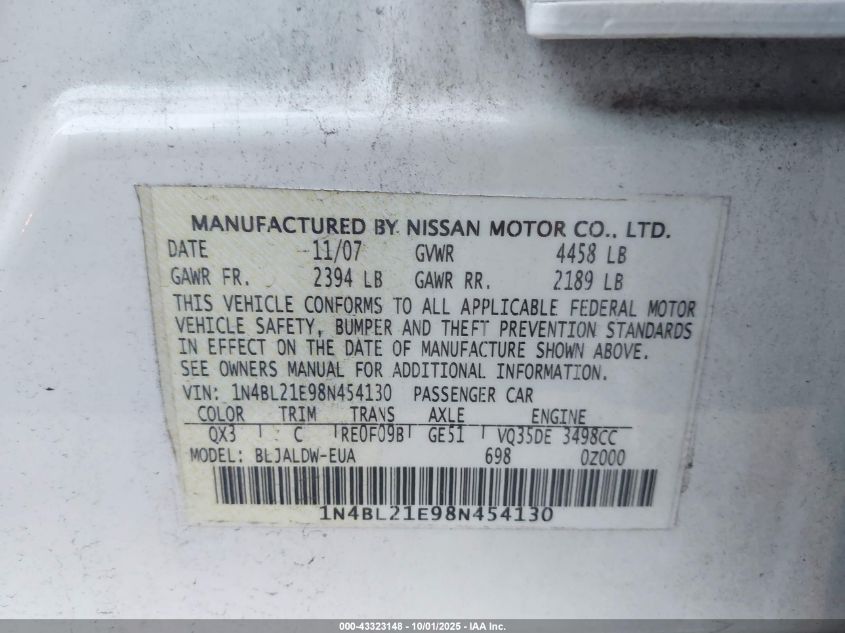 MANUFACTURED BY NISSAN MOTOR CO., LTD.
DATE 11/07 GVWR 4458 LB
GAWR FR. 2394 LB GAWR RR. 2189 LB
THIS VEHICLE CONFORMS TO ALL APPLICABLE FEDERAL MOTOR
VEHICLE SAFETY, BUMPER AND THEFT PREVENTION STANDARDS
IN EFFECT ON THE DATE OF MANUFACTURE SHOWN ABOVE.
SEE OWNERS MANUAL FOR ADDITIONAL INFORMATION.
VIN: 1N4BL21E98N454130 PASSENGER CAR
COLOR TRIM TRANS AXLE ENGINE
QX3 C RE0F09B GE51 VQ35DE 3498CC
MODEL: BLJALDW-EUA 698 0Z000
1N4BL21E98N454130
000-43323148 - 10/01/2025 - IAA Inc.